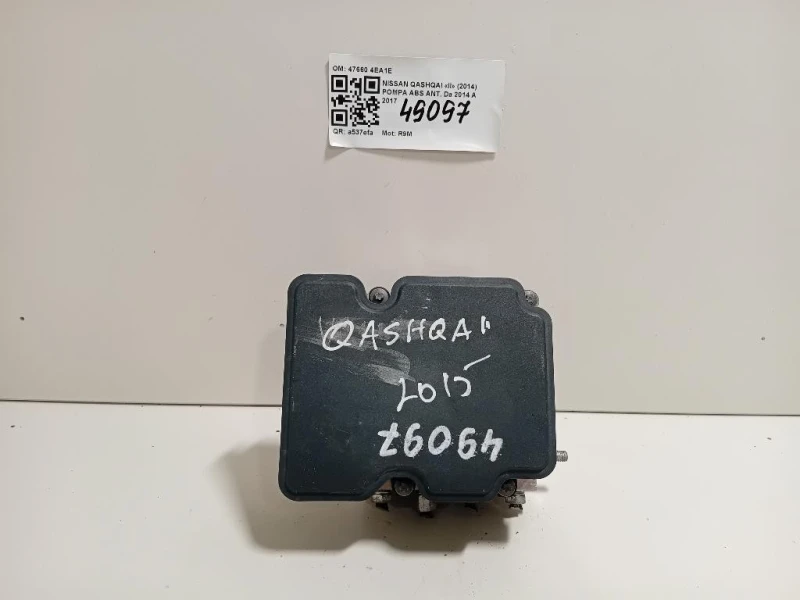 OM: 47660 4EA1E
NISSAN QASHQAI «II» (2014)
POMPA ABS ANT. Da 2014 A
2017
49097
QR: a537efa Mot: R9M
QASHQAI"
2015
49097